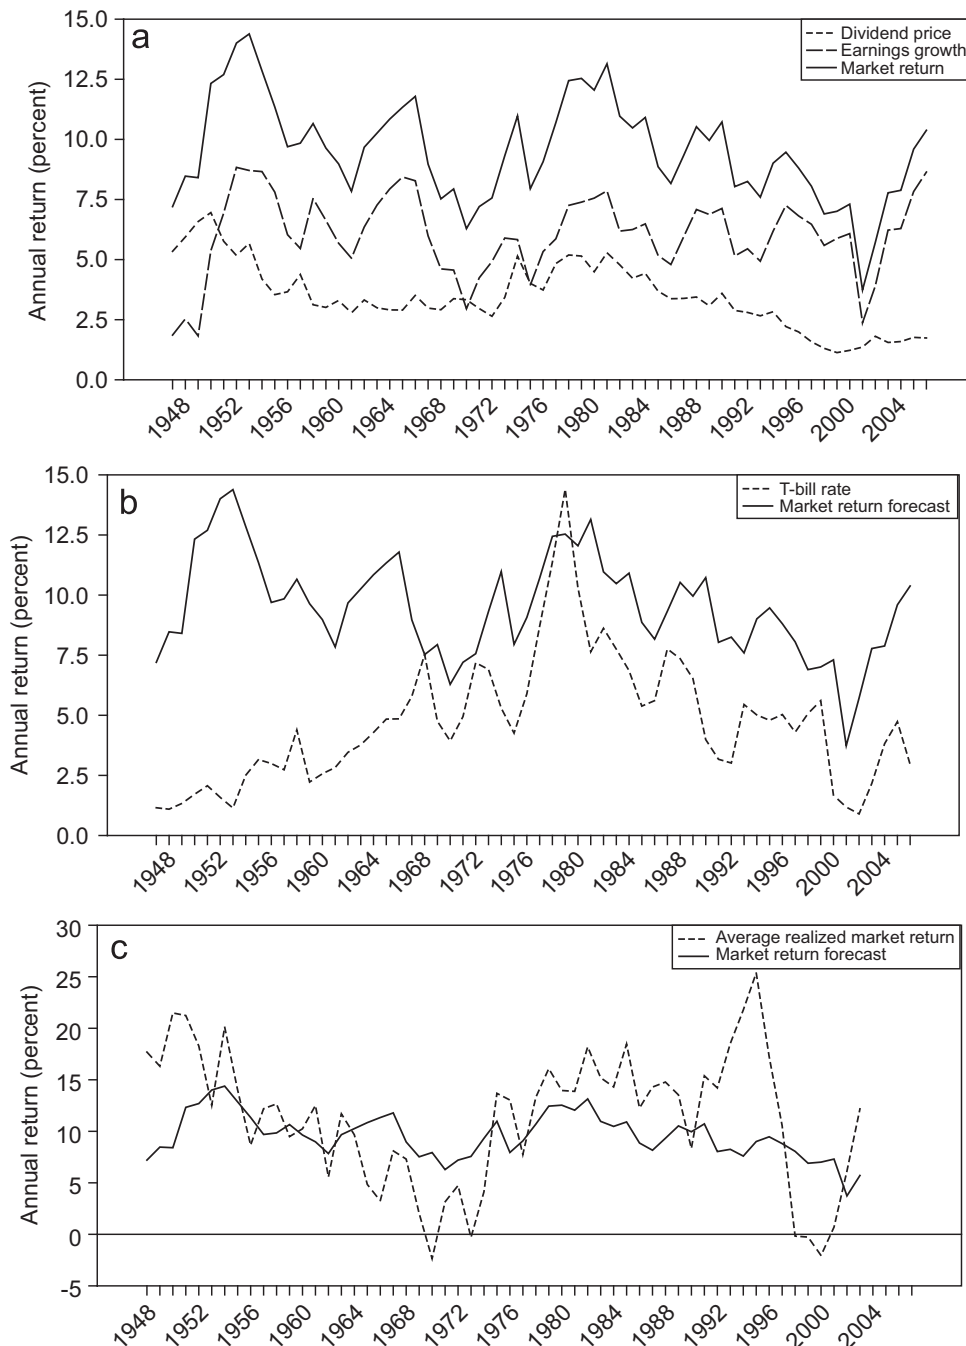 a
Dividend price
Earnings growth
Market return
Annual return (percent)
15.0
12.5
10.0
7.5
5.0
2.5
0.0
1948 1952 1956 1960 1964 1968 1972 1976 1980 1984 1988 1992 1996 2000 2004
b
T-bill rate
Market return forecast
Annual return (percent)
15.0
12.5
10.0
7.5
5.0
2.5
0.0
1948 1952 1956 1960 1964 1968 1972 1976 1980 1984 1988 1992 1996 2000 2004
c
Average realized market return
Market return forecast
Annual return (percent)
30
25
20
15
10
5
0
-5
1948 1952 1956 1960 1964 1968 1972 1976 1980 1984 1988 1992 1996 2000 2004